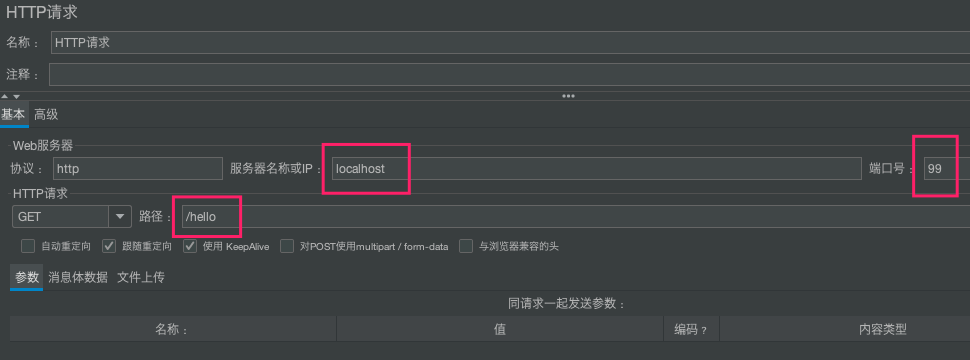 HTTP请求
名称： HTTP请求
注释：
基本 高级
Web服务器
协议： http 服务器名称或IP： localhost 端口号： 99
HTTP请求
GET 路径： /hello
自动重定向 跟随重定向 使用 KeepAlive 对POST使用multipart / form-data 与浏览器兼容的头
参数 消息体数据 文件上传
同请求一起发送参数：
名称： 值 编码？ 内容类型